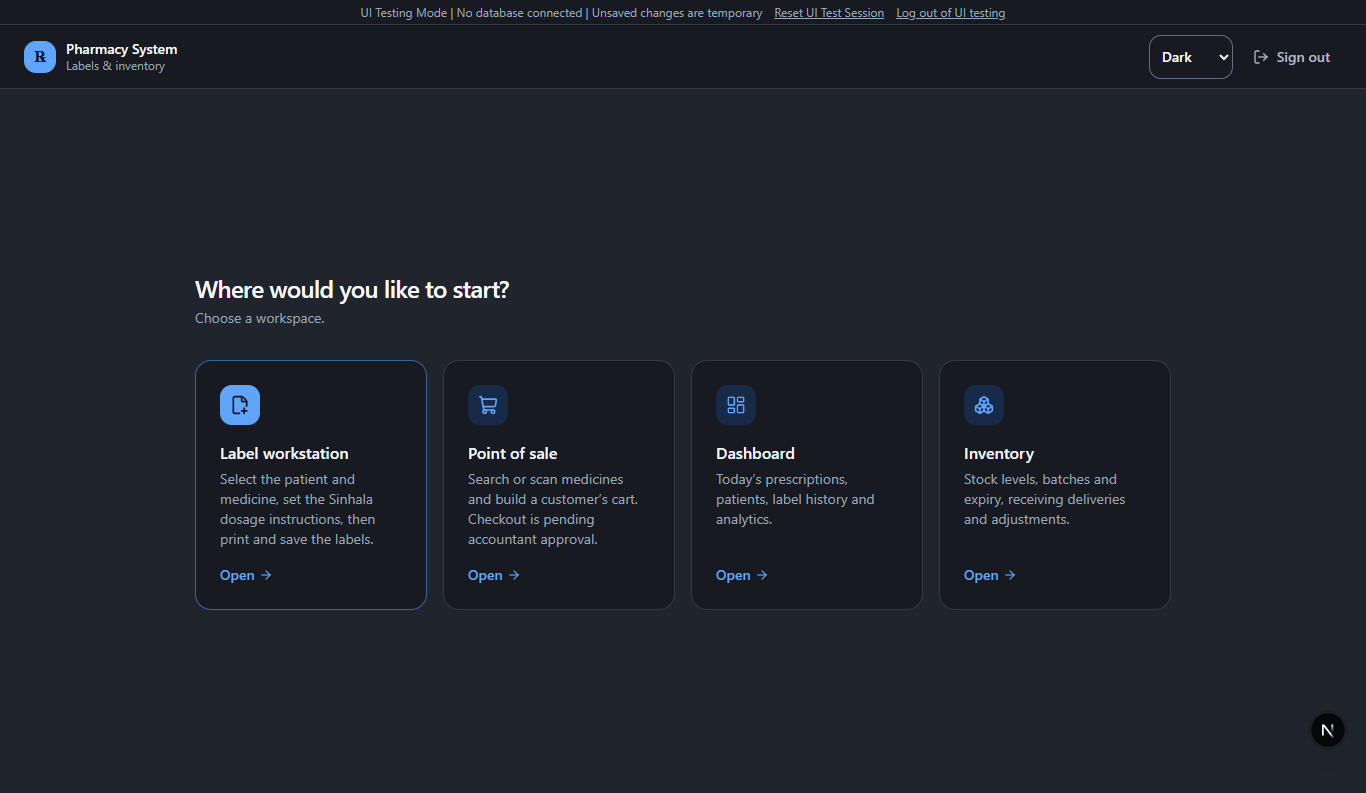 UI Testing Mode | No database connected | Unsaved changes are temporary Reset UI Test Session Log out of UI testing
℞ Pharmacy System
Labels & inventory
Dark
Sign out
Where would you like to start?
Choose a workspace.
Label workstation
Select the patient and
medicine, set the Sinhala
dosage instructions, then
print and save the labels.
Open →
Point of sale
Search or scan medicines
and build a customer’s cart.
Checkout is pending
accountant approval.
Open →
Dashboard
Today’s prescriptions,
patients, label history and
analytics.
Open →
Inventory
Stock levels, batches and
expiry, receiving deliveries
and adjustments.
Open →
N